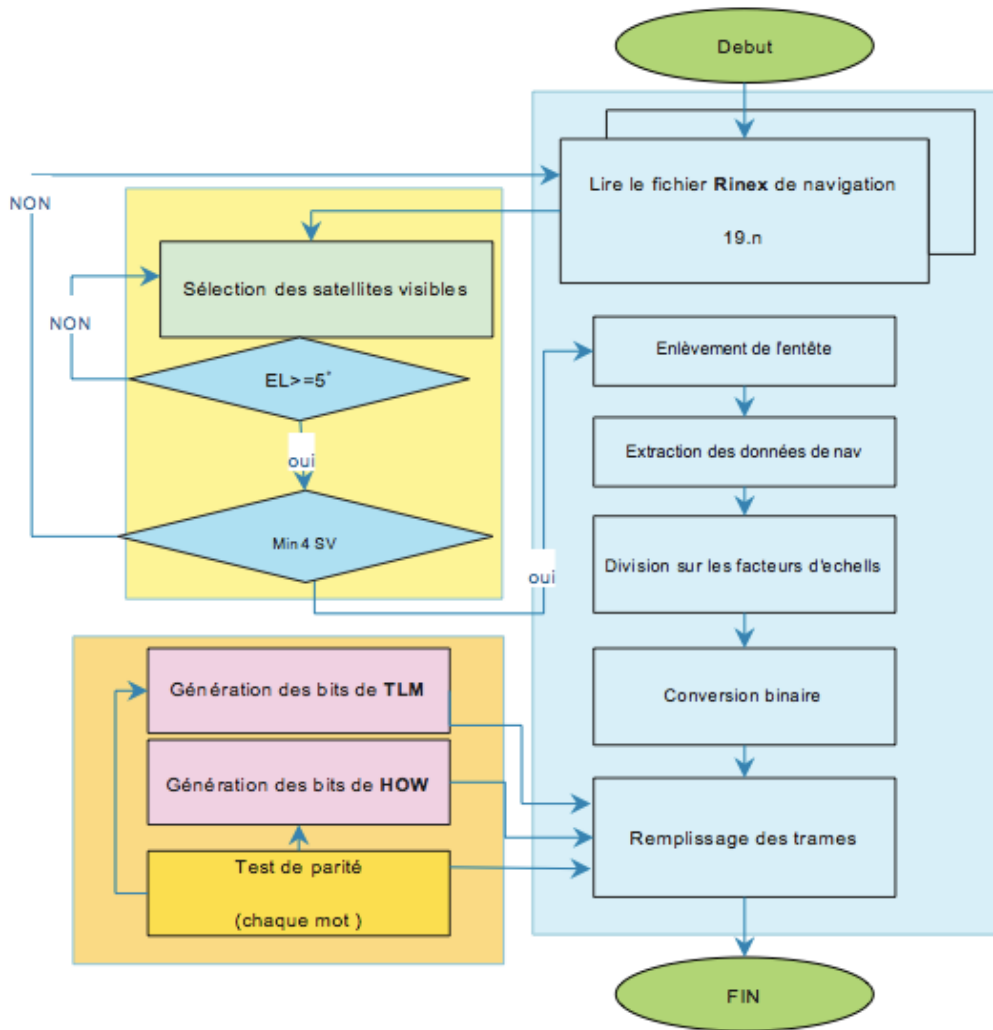 Debut
Lire le fichier Rinex de navigation
19.n
NON
Sélection des satellites visibles
NON
EL>=5°
oui
Min 4 SV
oui
Enlèvement de l'entête
Extraction des données de nav
Division sur les facteurs d'echells
Conversion binaire
Génération des bits de TLM
Génération des bits de HOW
Test de parité
(chaque mot )
Remplissage des trames
FIN